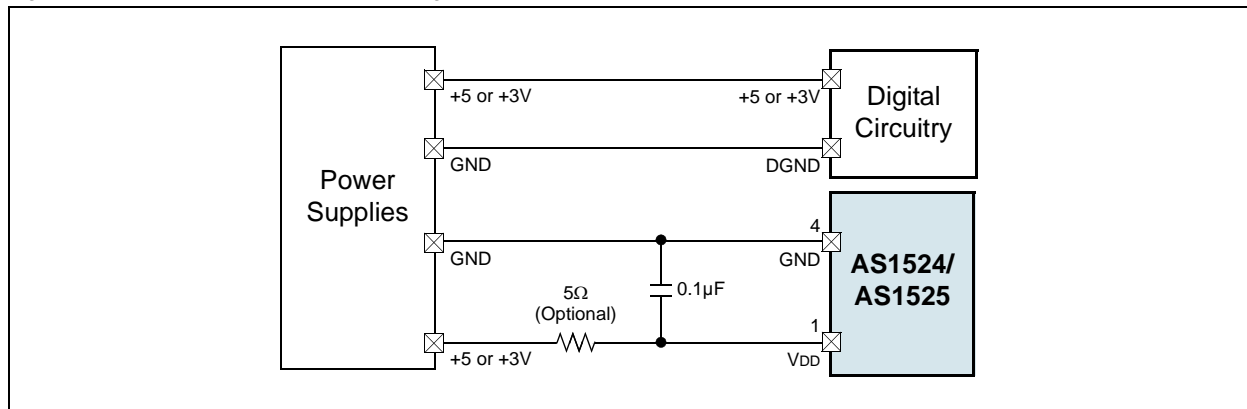 Power
Supplies
+5 or +3V
+5 or +3V
Digital
Circuitry
GND
DGND
GND
4
GND
AS1524/
AS1525
5Ω
(Optional)
0.1µF
+5 or +3V
1
VDD